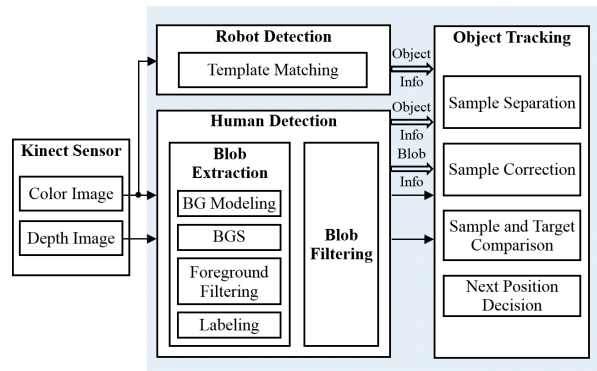 Kinect Sensor
Color Image
Depth Image
Robot Detection
Template Matching
Human Detection
Blob
Extraction
BG Modeling
BGS
Foreground
Filtering
Labeling
Blob
Filtering
Object
Info
Object
Info
Blob
Info
Object Tracking
Sample Separation
Sample Correction
Sample and Target
Comparison
Next Position
Decision